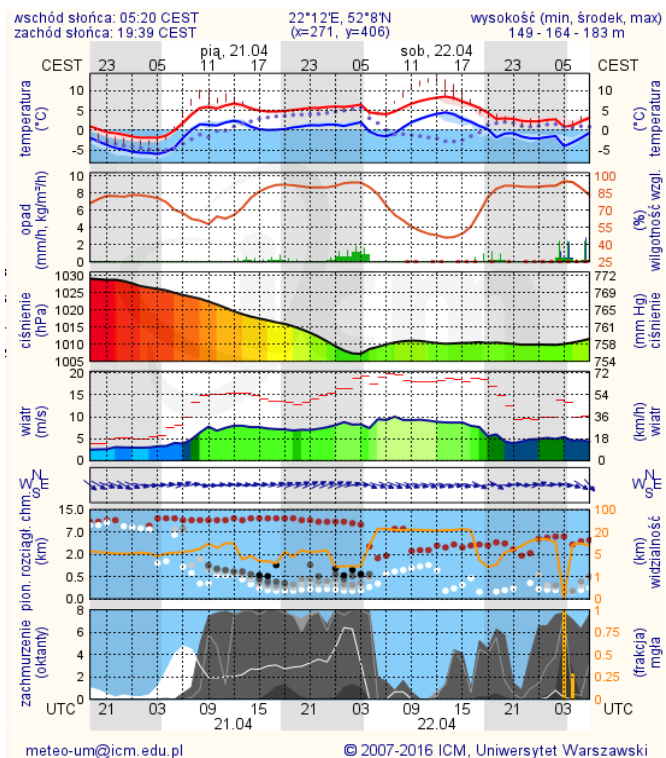 wschód słońca: 05:20 CEST 22°12'E, 52°8'N wysokość (min, środek, max)
zachód słońca: 19:39 CEST (x=271, y=406) 149 - 164 - 183 m
pią, 21.04 sob, 22.04
CEST 23 05 11 17 23 05 11 17 23 05 CEST
temperatura (°C)
10
5
0
-5
10
5
0
-5
temperatura (°C)
opad (mm/h, kg/m²/h)
10
8
6
4
2
0
100
85
70
55
40
25
(%) wilgotność wzgl.
ciśnienie (hPa)
1030
1025
1020
1015
1010
1005
772
769
765
761
758
754
(mm Hg) ciśnienie
wiatr (m/s)
20
15
10
5
0
72
54
36
18
0
(km/h) wiatr
N
W E
S
N
W E
S
pion. rozciągł. chm. (km)
15.0
7.0
2.0
0.5
0.0
100
20
5
1
0
(km) widzialność
zachmurzenie (oktanty)
8
6
4
2
0
1
0.75
0.5
0.25
0
(frakcja) mgła
UTC 21 03 09 15 21 03 09 15 21 03 UTC
21.04 22.04
meteo-um@icm.edu.pl © 2007-2016 ICM, Uniwersytet Warszawski